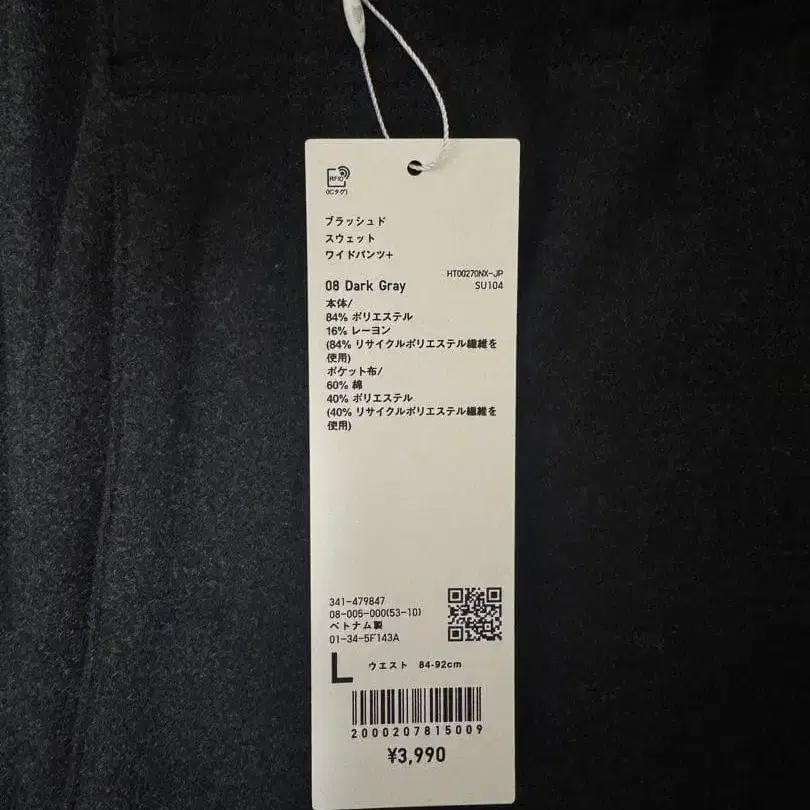 RFID
(ICタグ)
ブラッシュド
スウェット
ワイドパンツ+
HT00270NX-JP
08 Dark Gray
SU104
本体/
84% ポリエステル
16% レーヨン
(84% リサイクルポリエステル繊維を
使用)
ポケット布/
60% 綿
40% ポリエステル
(40% リサイクルポリエステル繊維を
使用)
341-479847
08-005-000(53-10)
ベトナム製
01-34-5F143A
L ウエスト 84-92cm
2000207815009
¥3,990